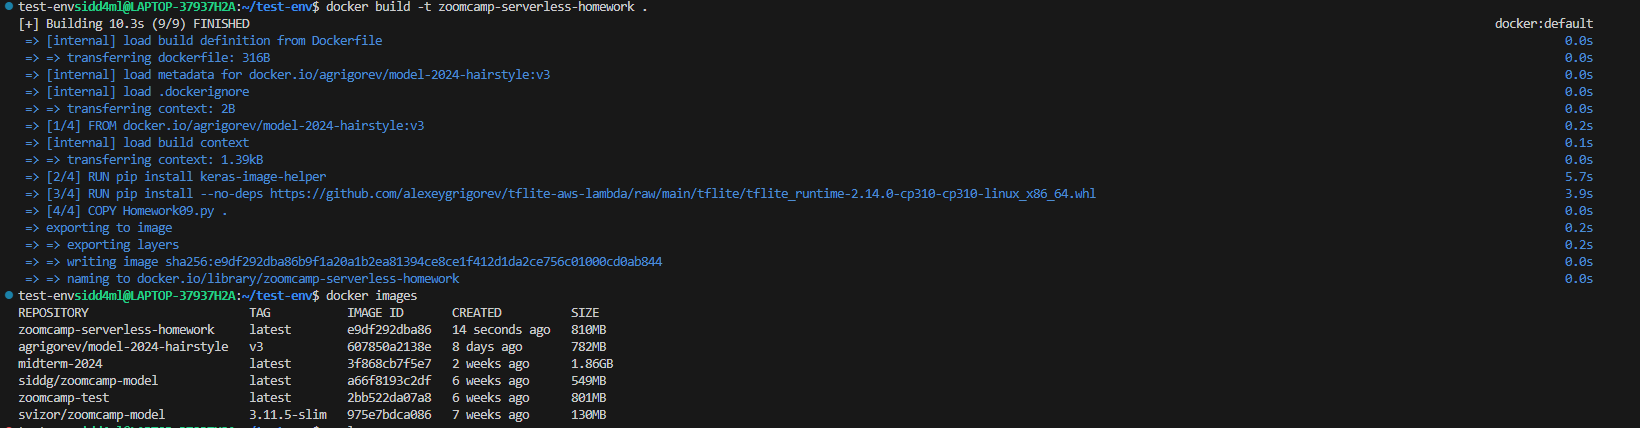 test-envsidd4ml@LAPTOP-37937H2A:~/test-env$ docker build -t zoomcamp-serverless-homework .
[+] Building 10.3s (9/9) FINISHED docker:default
=> [internal] load build definition from Dockerfile 0.0s
=> => transferring dockerfile: 316B 0.0s
=> [internal] load metadata for docker.io/agrigorev/model-2024-hairstyle:v3 0.0s
=> [internal] load .dockerignore 0.0s
=> => transferring context: 2B 0.0s
=> [1/4] FROM docker.io/agrigorev/model-2024-hairstyle:v3 0.2s
=> [internal] load build context 0.1s
=> => transferring context: 1.39kB 0.0s
=> [2/4] RUN pip install keras-image-helper 5.7s
=> [3/4] RUN pip install --no-deps https://github.com/alexeygrigorev/tflite-aws-lambda/raw/main/tflite/tflite_runtime-2.14.0-cp310-cp310-linux_x86_64.whl 3.9s
=> [4/4] COPY Homework09.py . 0.0s
=> exporting to image 0.2s
=> => exporting layers 0.2s
=> => writing image sha256:e9df292dba86b9f1a20a1b2ea81394ce8ce1f412d1da2ce756c01000cd0ab844 0.0s
=> => naming to docker.io/library/zoomcamp-serverless-homework 0.0s
test-envsidd4ml@LAPTOP-37937H2A:~/test-env$ docker images
REPOSITORY TAG IMAGE ID CREATED SIZE
zoomcamp-serverless-homework latest e9df292dba86 14 seconds ago 810MB
agrigorev/model-2024-hairstyle v3 607850a2138e 8 days ago 782MB
midterm-2024 latest 3f868cb7f5e7 2 weeks ago 1.86GB
siddg/zoomcamp-model latest a66f8193c2df 6 weeks ago 549MB
zoomcamp-test latest 2bb522da07a8 6 weeks ago 801MB
svizor/zoomcamp-model 3.11.5-slim 975e7bdca086 7 weeks ago 130MB